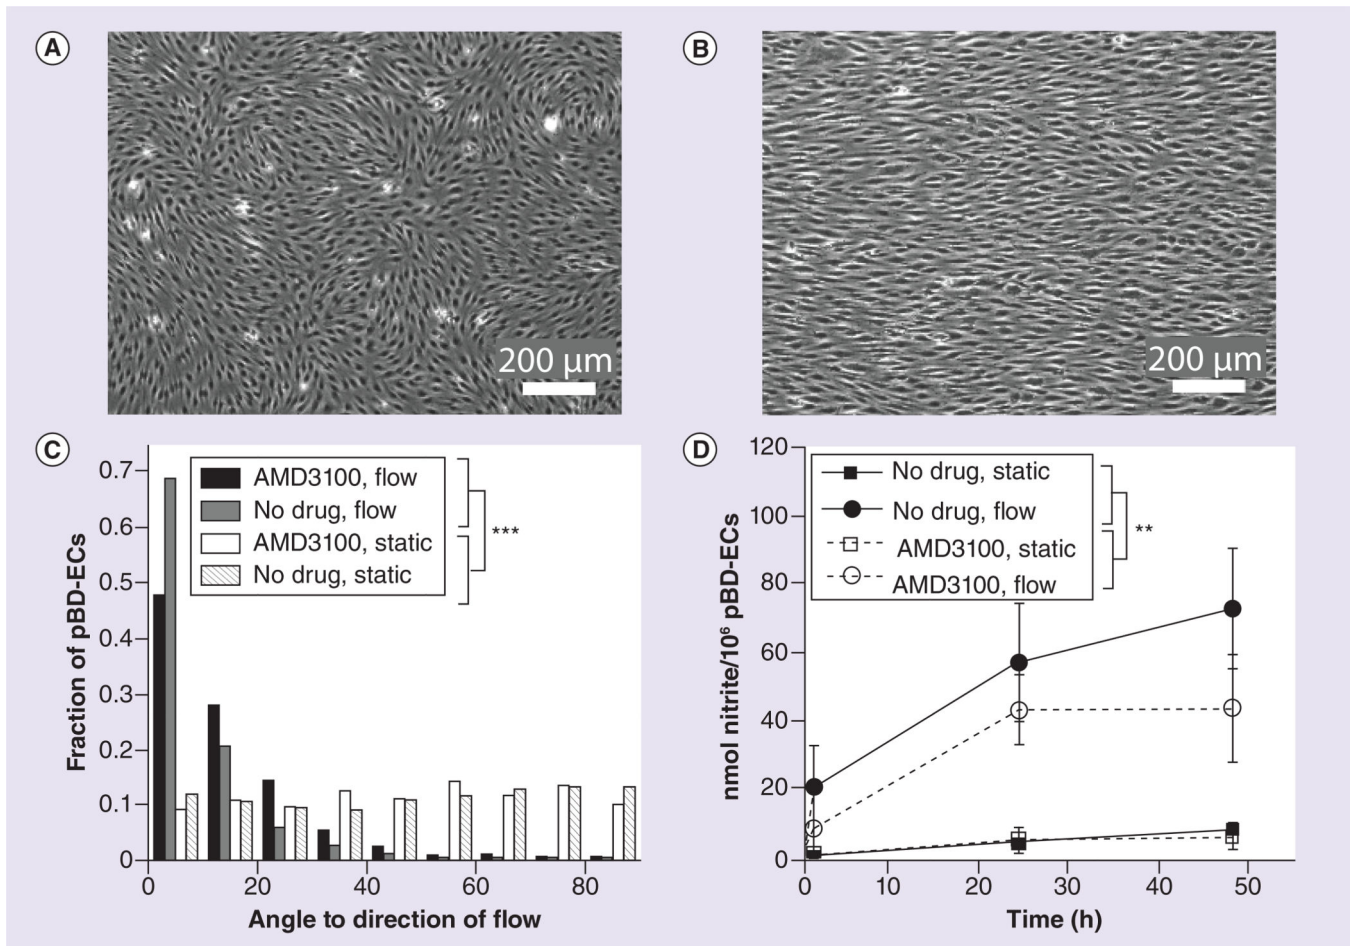 A
200 μm
B
200 μm
C
Fraction of pBD-ECs
0.7
0.6
0.5
0.4
0.3
0.2
0.1
0
AMD3100, flow
No drug, flow
AMD3100, static
No drug, static
***
0 20 40 60 80
Angle to direction of flow
D
nmol nitrite/10⁶ pBD-ECs
120
100
80
60
40
20
0
No drug, static
No drug, flow
AMD3100, static
AMD3100, flow
**
0 10 20 30 40 50
Time (h)